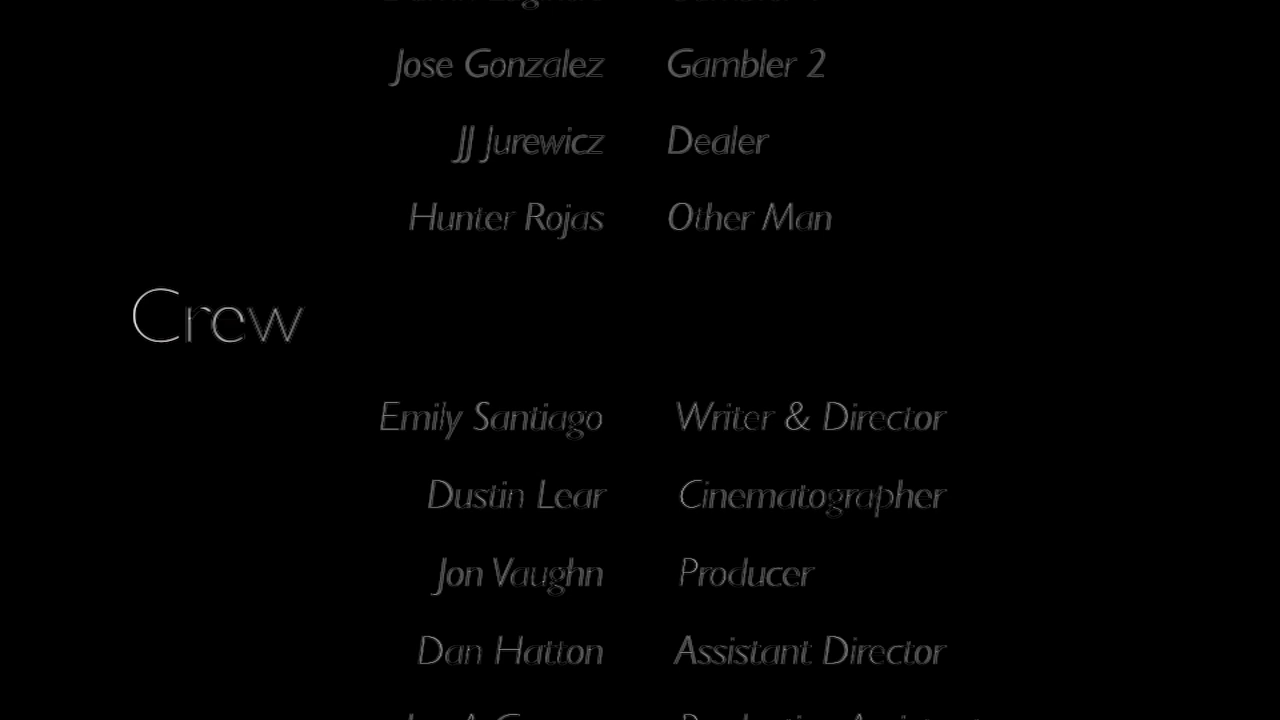 Jose Gonzalez Gambler 2
JJ Jurewicz Dealer
Hunter Rojas Other Man
Crew
Emily Santiago Writer & Director
Dustin Lear Cinematographer
Jon Vaughn Producer
Dan Hatton Assistant Director